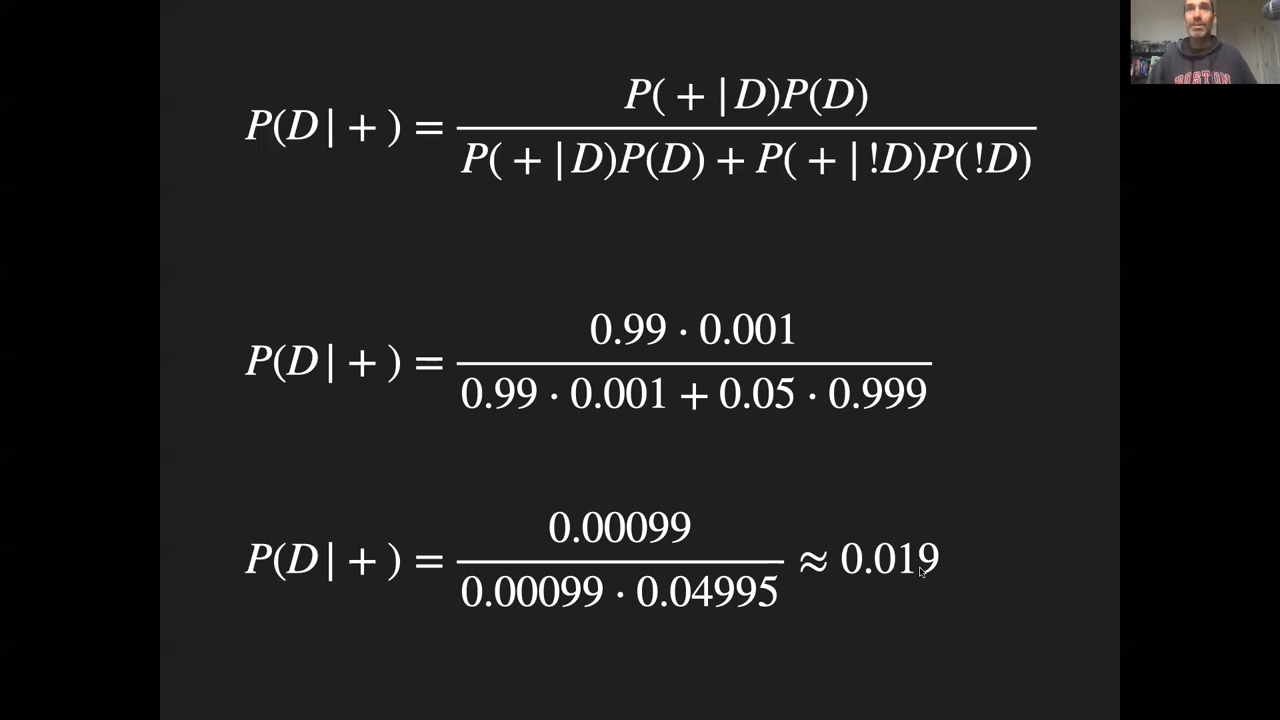 P(D | + ) = P( + | D)P(D) / P( + | D)P(D) + P( + | !D)P(!D)
P(D | + ) = 0.99 · 0.001 / 0.99 · 0.001 + 0.05 · 0.999
P(D | + ) = 0.00099 / 0.00099 · 0.04995 ≈ 0.019
BOSTON